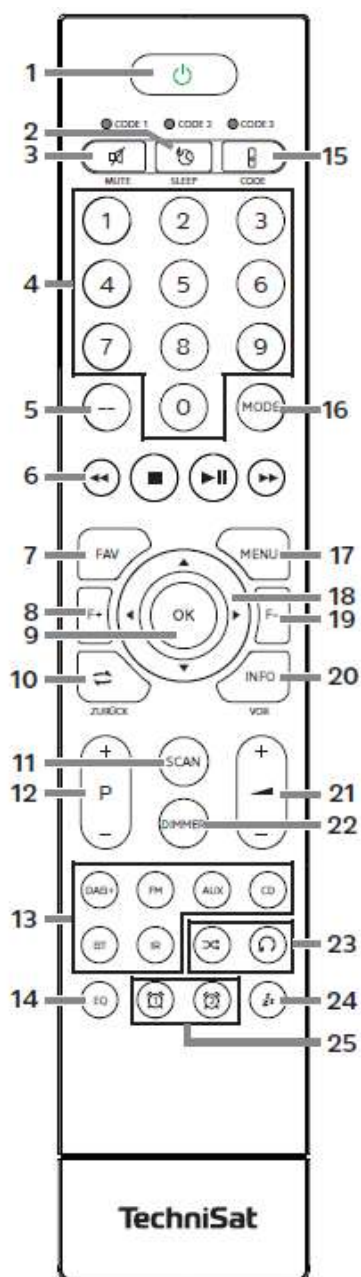 1
2 CODE 1 CODE 2 CODE 3
3 15
MUTE SLEEP CODE
1 2 3
4 4 5 6
7 8 9
5 -- 0 MODE 16
6
7 FAV MENU 17
18
8 F+ OK F- 19
9
10 INFO 20
ZURÜCK VOR
11 + SCAN +
12 P 21
- DIMMER - 22
13 DAB+ FM AUX CD
BT IR 23
14 EQ 1 2 24
25
TechniSat